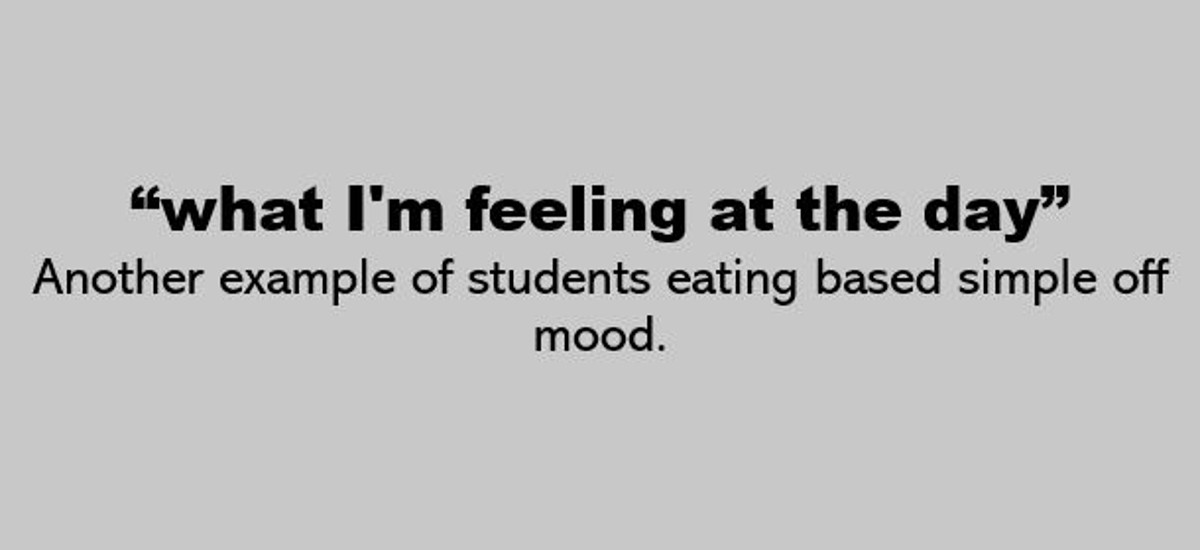 “what I'm feeling at the day”
Another example of students eating based simple off
mood.